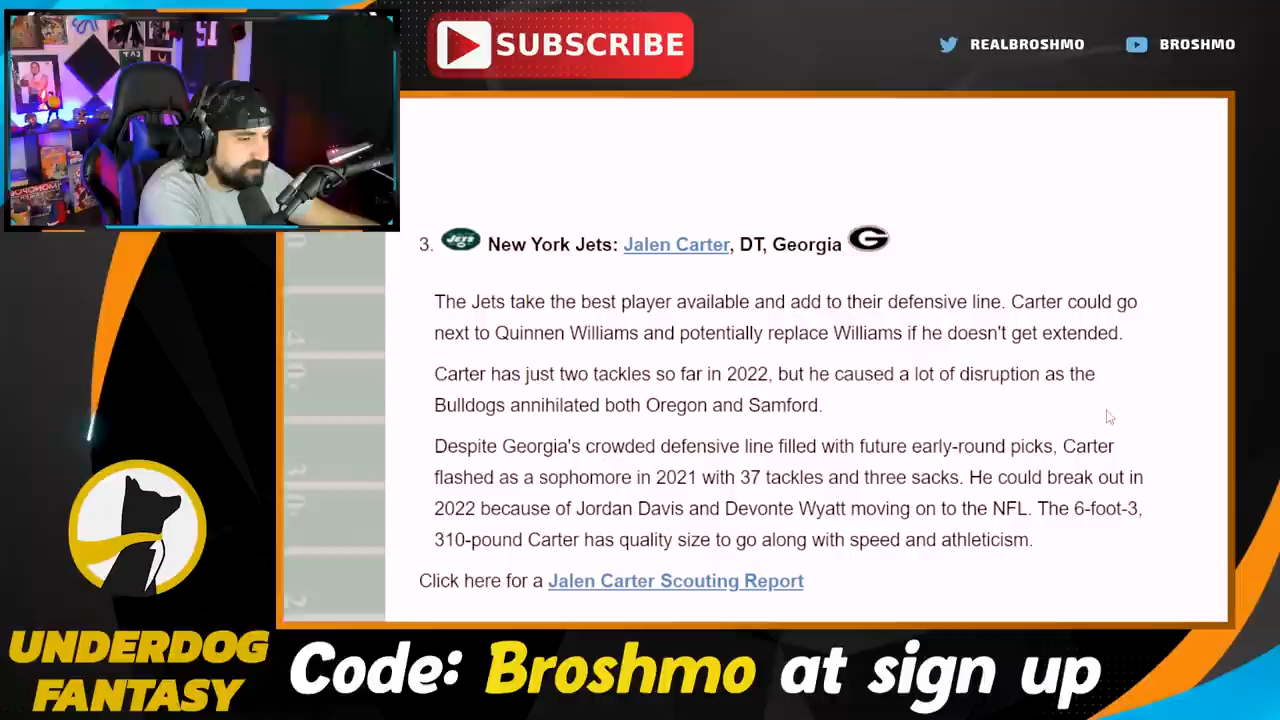 SUBSCRIBE
REALBROSHMO
BROSHMO
3. JETS New York Jets: Jalen Carter, DT, Georgia G
The Jets take the best player available and add to their defensive line. Carter could go
next to Quinnen Williams and potentially replace Williams if he doesn't get extended.
Carter has just two tackles so far in 2022, but he caused a lot of disruption as the
Bulldogs annihilated both Oregon and Samford.
Despite Georgia's crowded defensive line filled with future early-round picks, Carter
flashed as a sophomore in 2021 with 37 tackles and three sacks. He could break out in
2022 because of Jordan Davis and Devonte Wyatt moving on to the NFL. The 6-foot-3,
310-pound Carter has quality size to go along with speed and athleticism.
Click here for a Jalen Carter Scouting Report
UNDERDOG
FANTASY
Code: Broshmo at sign up